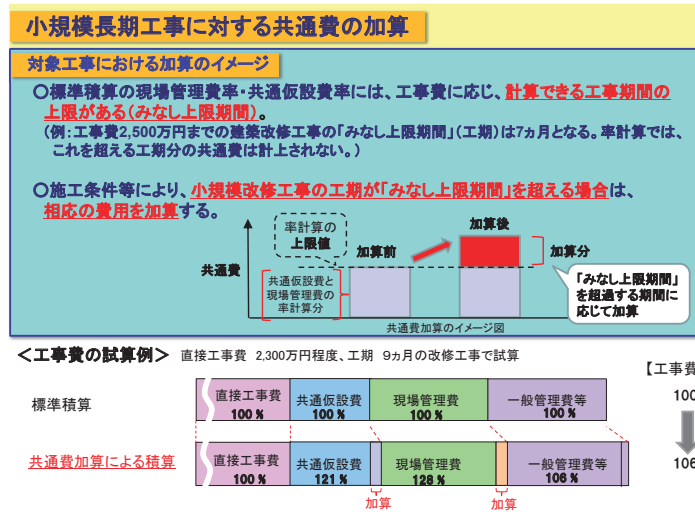 小規模長期工事に対する共通費の加算
対象工事における加算のイメージ
○標準積算の現場管理費率・共通仮設費率には、工事費に応じ、計算できる工事期間の
上限がある(みなし上限期間)。
(例:工事費2,500万円までの建築改修工事の「みなし上限期間」(工期)は7ヵ月となる。率計算では、
これを超える工期分の共通費は計上されない。)
○施工条件等により、小規模改修工事の工期が「みなし上限期間」を超える場合は、
相応の費用を加算する。
共通費
率計算の
上限値
共通仮設費と
現場管理費の
率計算分
加算前
加算後
加算分
「みなし上限期間」
を超過する期間に
応じて加算
共通費加算のイメージ図
<工事費の試算例> 直接工事費 2,300万円程度、工期 9ヵ月の改修工事で試算
【工事費
標準積算
直接工事費
100 %
共通仮設費
100 %
現場管理費
100 %
一般管理費等
100 %
100
共通費加算による積算
直接工事費
100 %
共通仮設費
121 %
現場管理費
128 %
一般管理費等
106 %
106
加算
加算